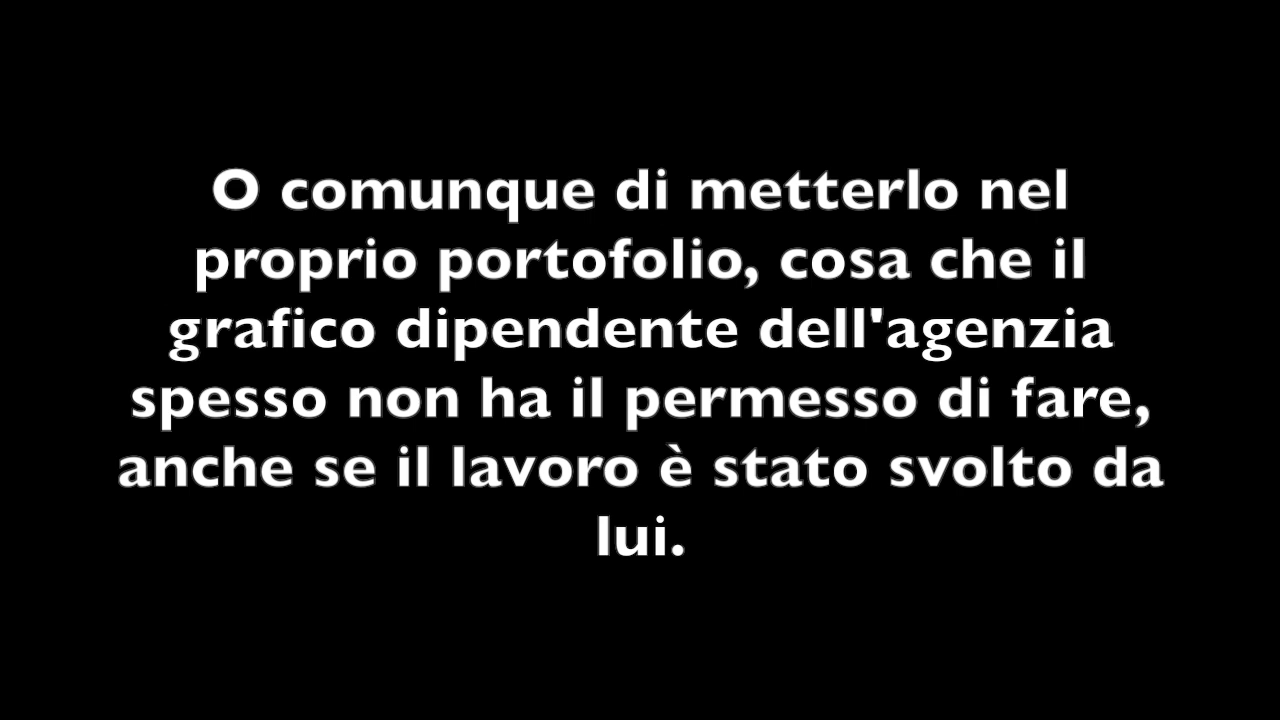 O comunque di metterlo nel
proprio portofolio, cosa che il
grafico dipendente dell'agenzia
spesso non ha il permesso di fare,
anche se il lavoro è stato svolto da
lui.